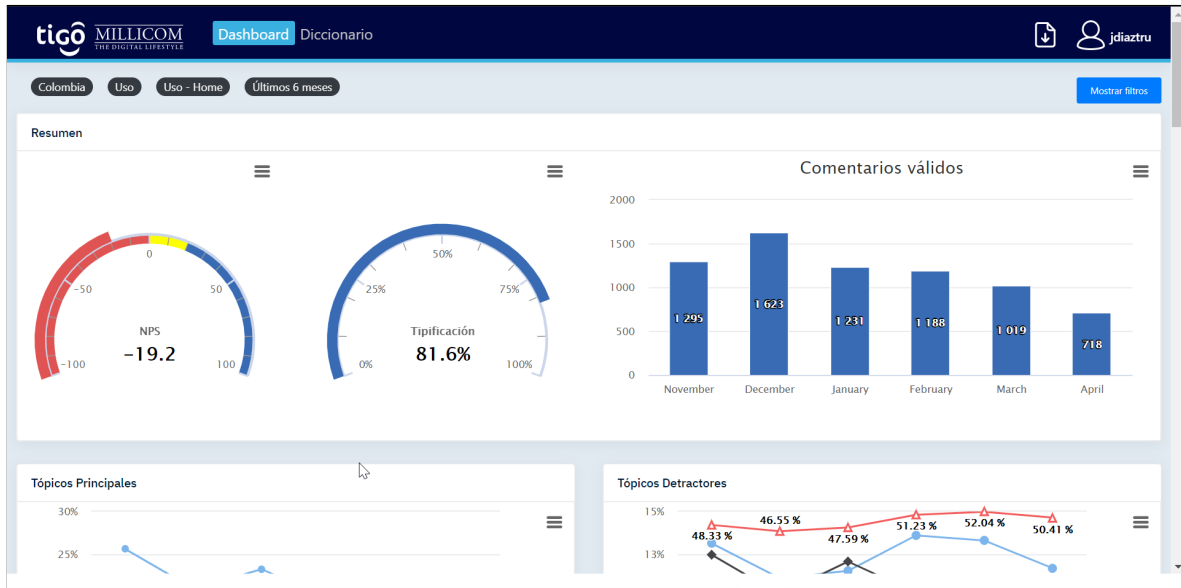 tigo MILLICOM Dashboard Diccionario jdiaztru
THE DIGITAL LIFESTYLE
Colombia Uso Uso - Home Últimos 6 meses Mostrar filtros
Resumen
0
-50 50
-100 100
NPS
-19.2
50%
25% 75%
0% 100%
Tipificación
81.6%
Comentarios válidos
2000
1500
1000
500
0
1 295 1 623 1 231 1 188 1 019 718
November December January February March April
Tópicos Principales
30%
25%
Tópicos Detractores
15%
13%
48.33 % 46.55 % 47.59 % 51.23 % 52.04 % 50.41 %